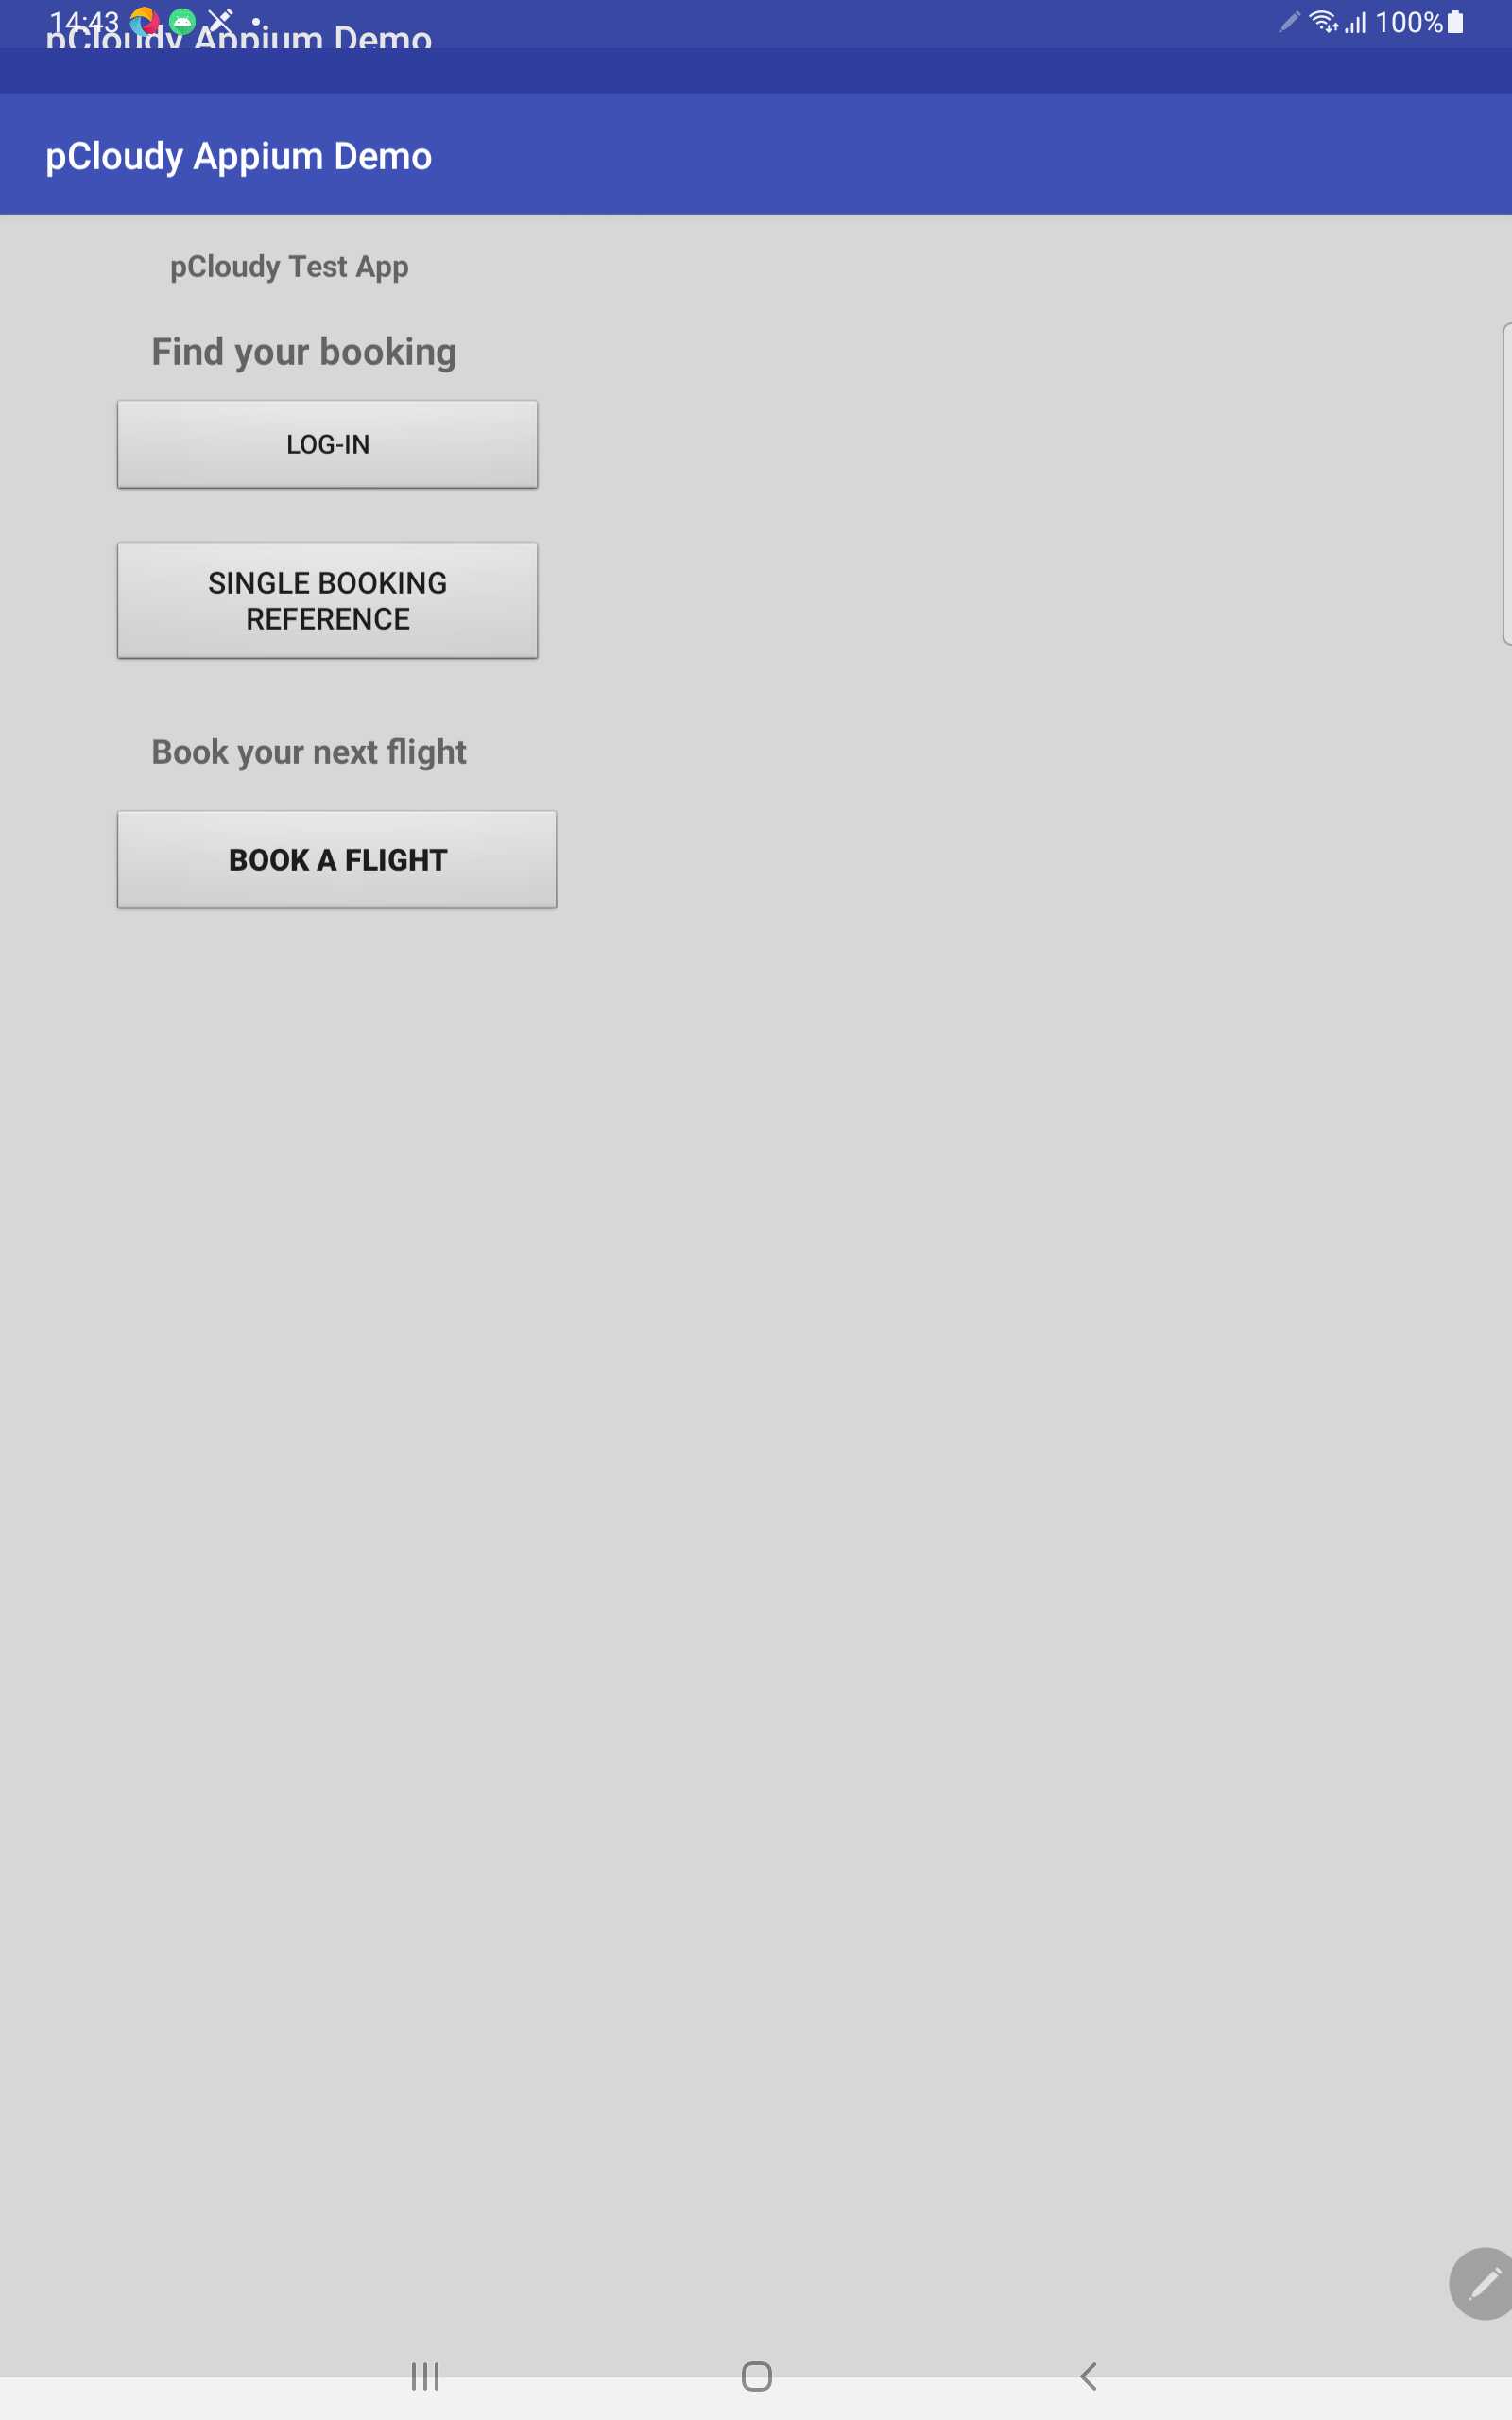 14:43
100%
pCloudy Appium Demo
pCloudy Appium Demo
pCloudy Test App
Find your booking
LOG-IN
SINGLE BOOKING
REFERENCE
Book your next flight
BOOK A FLIGHT